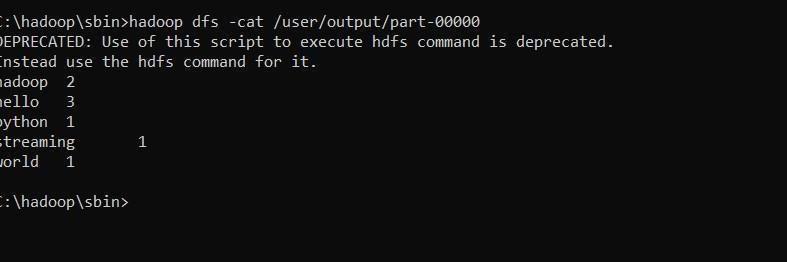 C:\hadoop\sbin>hadoop dfs -cat /user/output/part-00000
DEPRECATED: Use of this script to execute hdfs command is deprecated.
Instead use the hdfs command for it.
hadoop  2
hello   3
python  1
streaming       1
world   1
C:\hadoop\sbin>